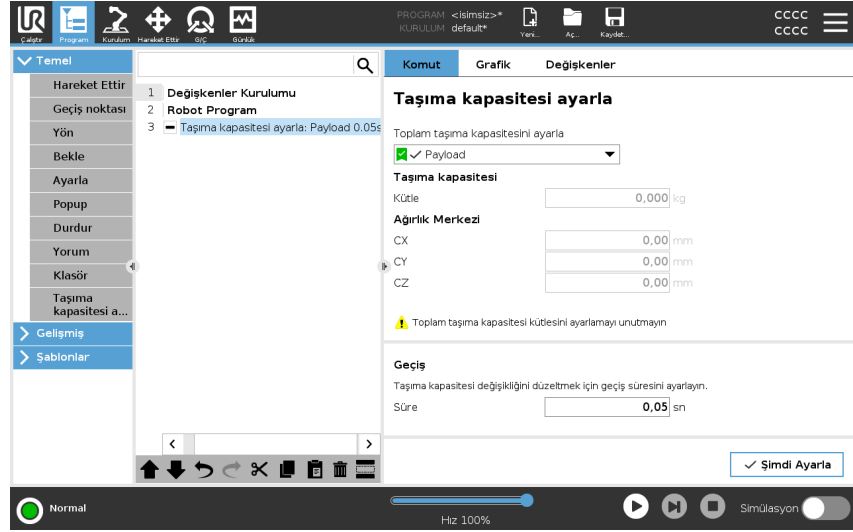 PROGRAM <isimsiz>*
KURULUM default*
Çalıştır
Program
Kurulum
Hareket Ettir
G/Ç
Günlük
Yeni...
Aç...
Kaydet...
cccc
cccc
Temel
Hareket Ettir
Geçiş noktası
Yön
Bekle
Ayarla
Popup
Durdur
Yorum
Klasör
Taşıma
kapasitesi a...
Gelişmiş
Şablonlar
1 Değişkenler Kurulumu
2 Robot Program
3 Taşıma kapasitesi ayarla: Payload 0.05s
Komut
Grafik
Değişkenler
Taşıma kapasitesi ayarla
Toplam taşıma kapasitesini ayarla
Payload
Taşıma kapasitesi
Kütle 0,000 kg
Ağırlık Merkezi
CX 0,00 mm
CY 0,00 mm
CZ 0,00 mm
Toplam taşıma kapasitesi kütlesini ayarlamayı unutmayın
Geçiş
Taşıma kapasitesi değişikliğini düzeltmek için geçiş süresini ayarlayın.
Süre 0,05 sn
Şimdi Ayarla
Normal
Hız 100%
Simülasyon